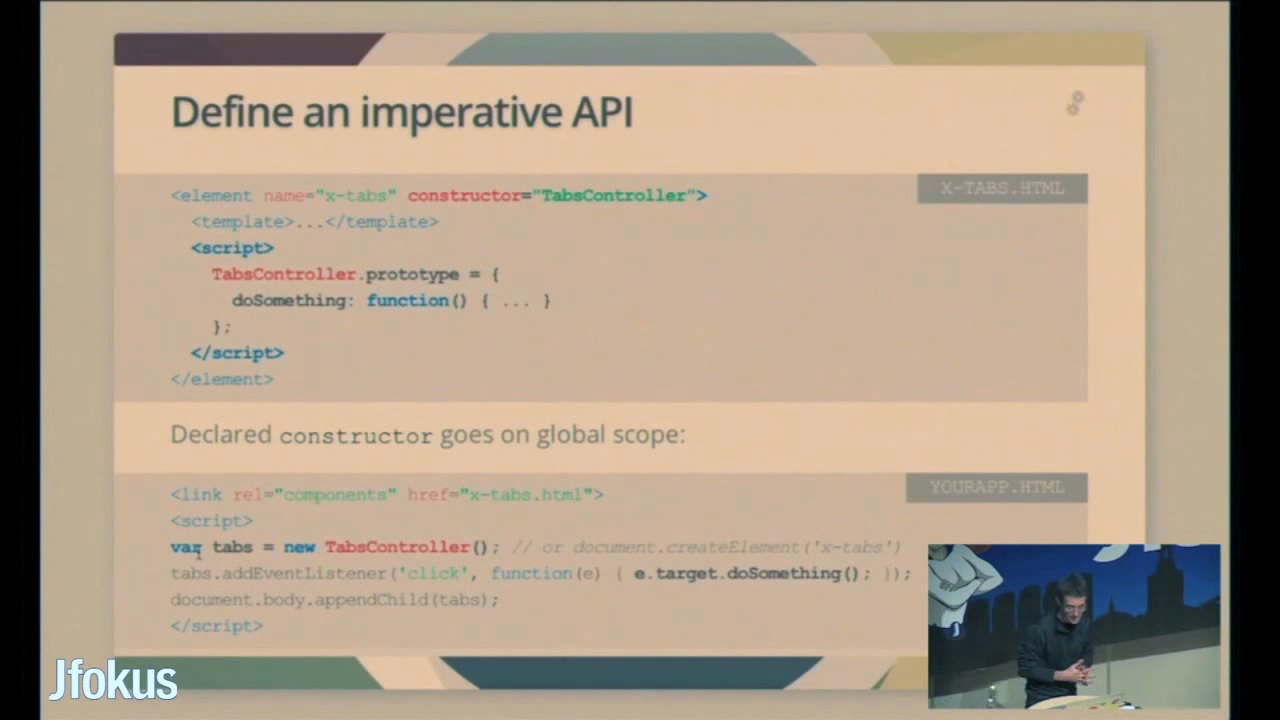 Define an imperative API
X-TABS.HTML
<element name="x-tabs" constructor="TabsController">
<template>...</template>
<script>
TabsController.prototype = {
doSomething: function() { ... }
};
</script>
</element>
Declared constructor goes on global scope:
YOURAPP.HTML
<link rel="components" href="x-tabs.html">
<script>
var tabs = new TabsController(); // or document.createElement('x-tabs')
tabs.addEventListener('click', function(e) { e.target.doSomething(); });
document.body.appendChild(tabs);
</script>
Jfokus